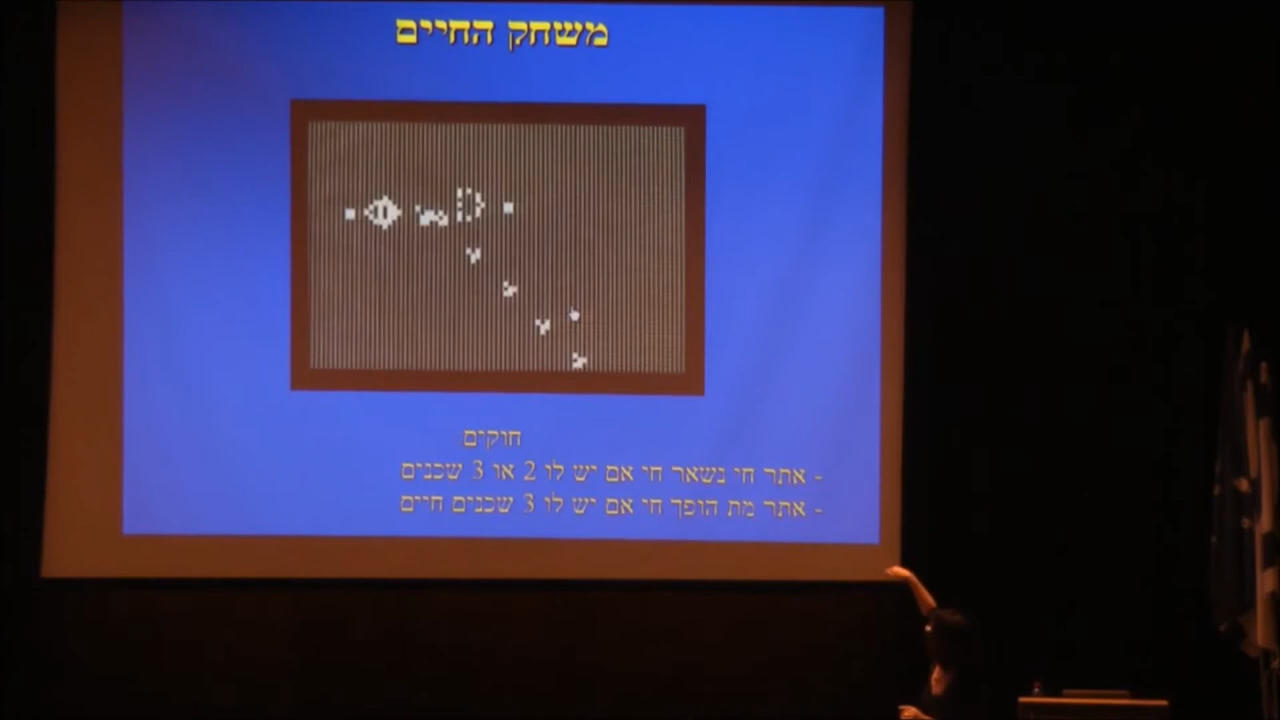 משחק החיים
חוקים
- אתר חי נשאר חי אם יש לו 2 או 3 שכנים
- אתר מת הופך חי אם יש לו 3 שכנים חיים